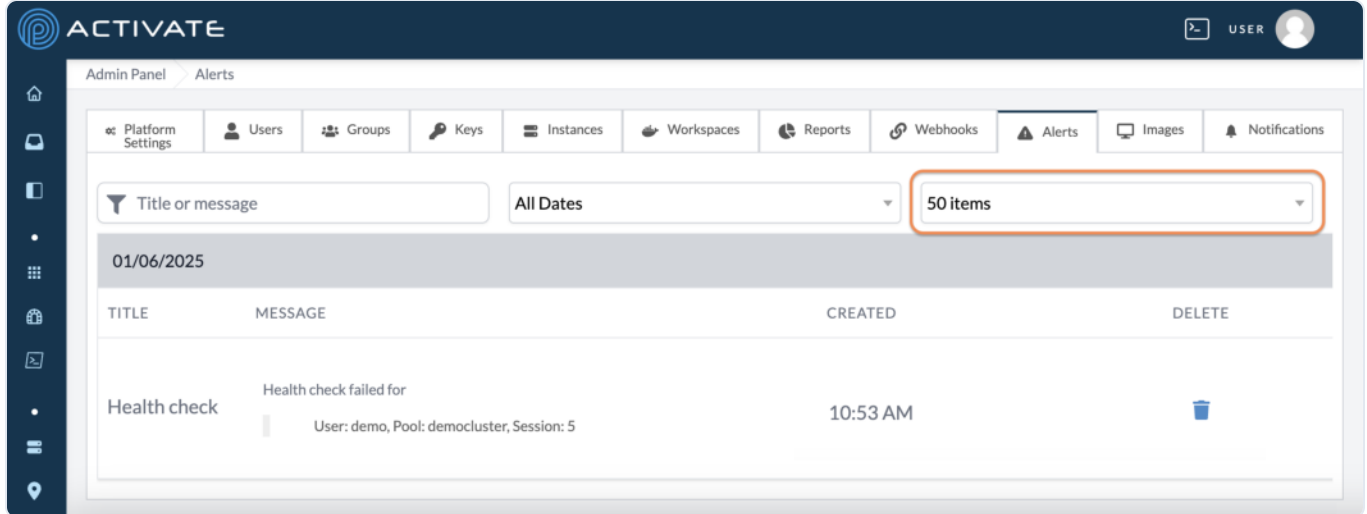 ACTIVATE
USER
Admin Panel Alerts
Platform Settings Users Groups Keys Instances Workspaces Reports Webhooks Alerts Images Notifications
Title or message All Dates 50 items
01/06/2025
TITLE MESSAGE CREATED DELETE
Health check failed for
Health check 10:53 AM
User: demo, Pool: democluster, Session: 5